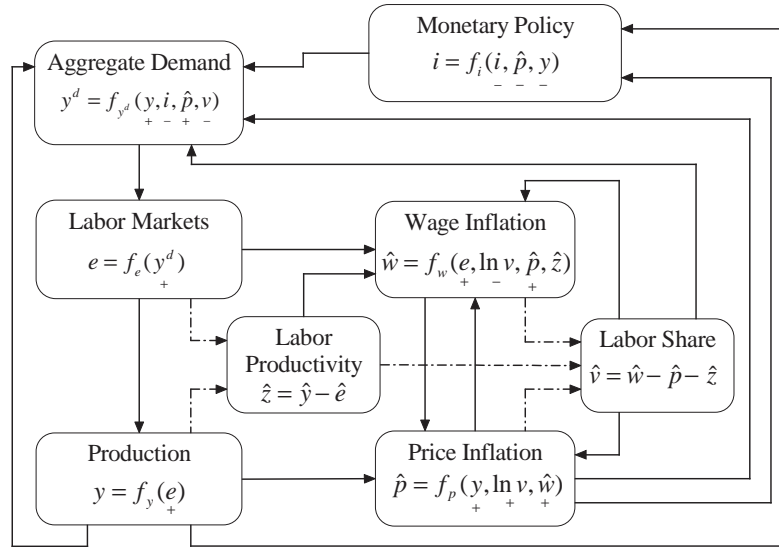 Monetary Policy
i = f_i(i, p̂, y)
− − −
Aggregate Demand
y^d = f_{y^d}(y, i, p̂, v)
+ − + −
Labor Markets
e = f_e(y^d)
+
Wage Inflation
ŵ = f_w(e, ln v, p̂, ẑ)
+ − +
Labor
Productivity
ẑ = ŷ − ê
Labor Share
v̂ = ŵ − p̂ − ẑ
Production
y = f_y(e)
+
Price Inflation
p̂ = f_p(y, ln v, ŵ)
+ + +